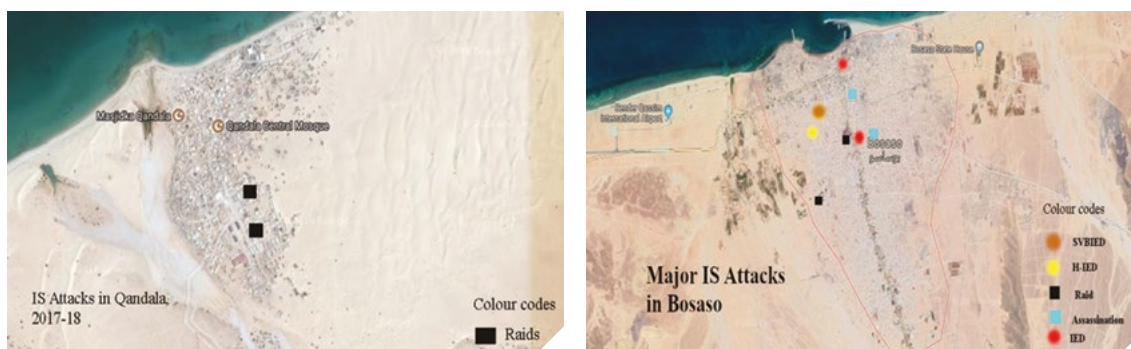 Masjidka Qandala
Qandala Central Mosque
IS Attacks in Qandala,
2017-18
Colour codes
Raids
Bosaso State House
Bender Qassim
International Airport
BOSASO
Major IS Attacks
in Bosaso
Colour codes
SVBIED
H-IED
Raid
Assassination
IED